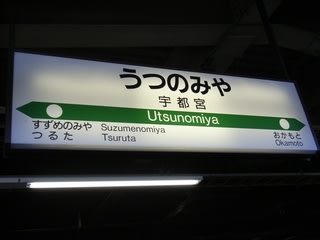 うつのみや
宇都宮
Utsunomiya
すずめのみや Suzumenomiya
つるた Tsuruta
おかもと
Okamoto